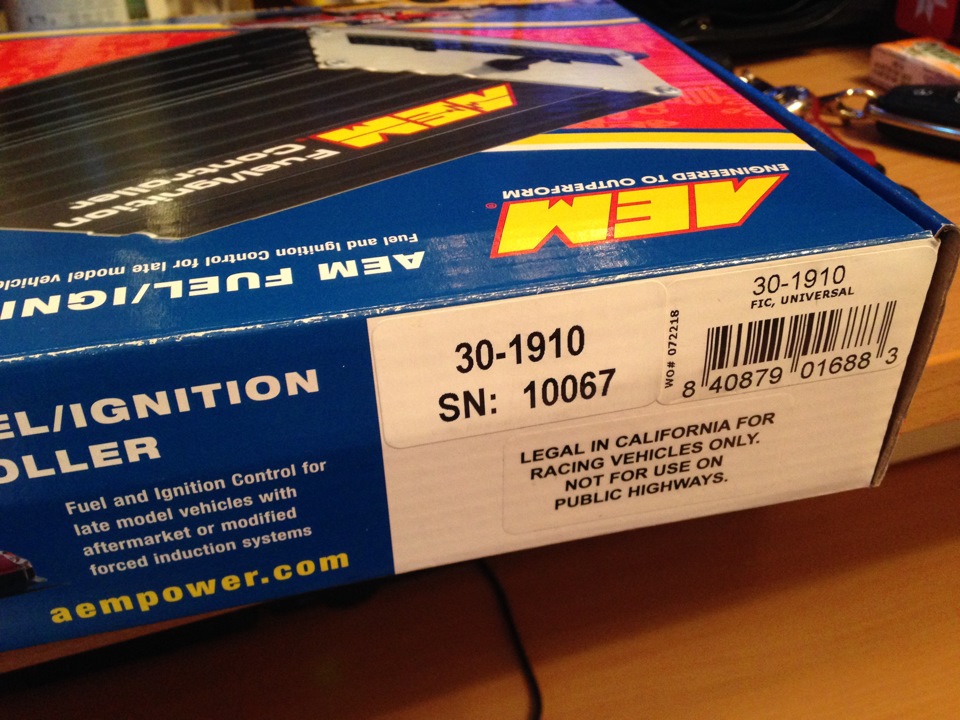 AEM
Fuel/Ignition
Controller
ENGINEERED TO OUTPERFORM
AEM®
AEM FUEL/IGNI
Fuel and Ignition Control for late model vehicl
EL/IGNITION
OLLER
Fuel and Ignition Control for
late model vehicles with
aftermarket or modified
forced induction systems
aempower.com
30-1910
SN: 10067
WO# 072218
30-1910
FIC, UNIVERSAL
8 40879 01688 3
LEGAL IN CALIFORNIA FOR
RACING VEHICLES ONLY.
NOT FOR USE ON
PUBLIC HIGHWAYS.